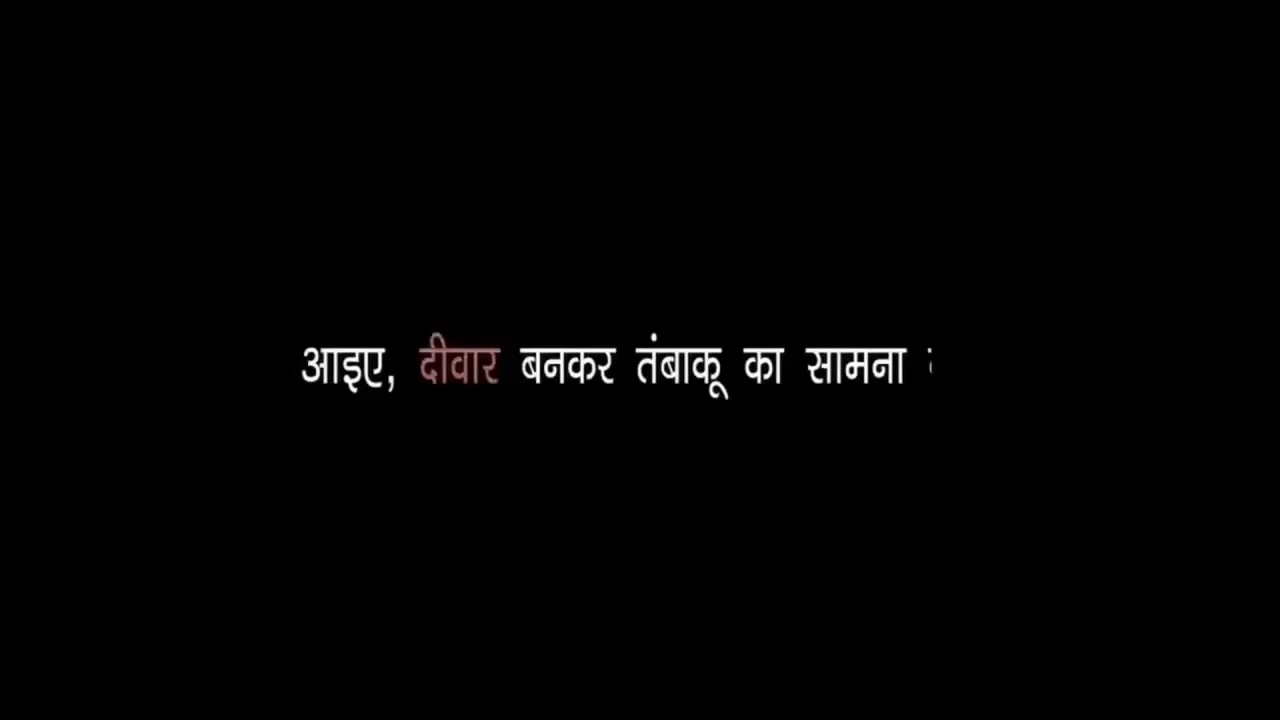 आइए, दीवार बनकर तंबाकू का सामना